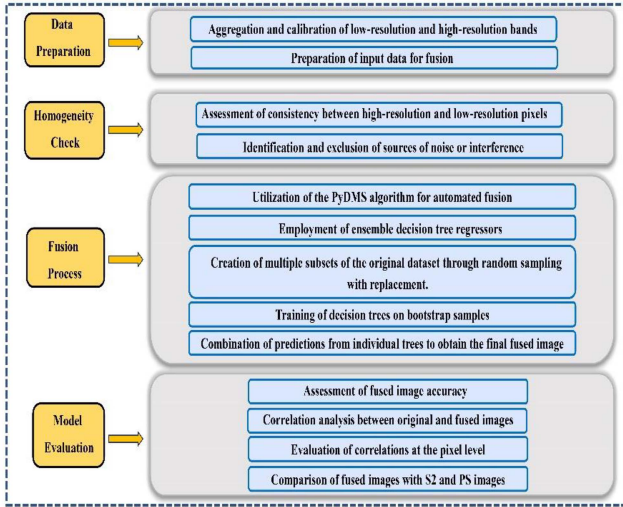 Data
Preparation
Aggregation and calibration of low-resolution and high-resolution bands
Preparation of input data for fusion
Homogeneity
Check
Assessment of consistency between high-resolution and low-resolution pixels
Identification and exclusion of sources of noise or interference
Fusion
Process
Utilization of the PyDMS algorithm for automated fusion
Employment of ensemble decision tree regressors
Creation of multiple subsets of the original dataset through random sampling
with replacement.
Training of decision trees on bootstrap samples
Combination of predictions from individual trees to obtain the final fused image
Model
Evaluation
Assessment of fused image accuracy
Correlation analysis between original and fused images
Evaluation of correlations at the pixel level
Comparison of fused images with S2 and PS images